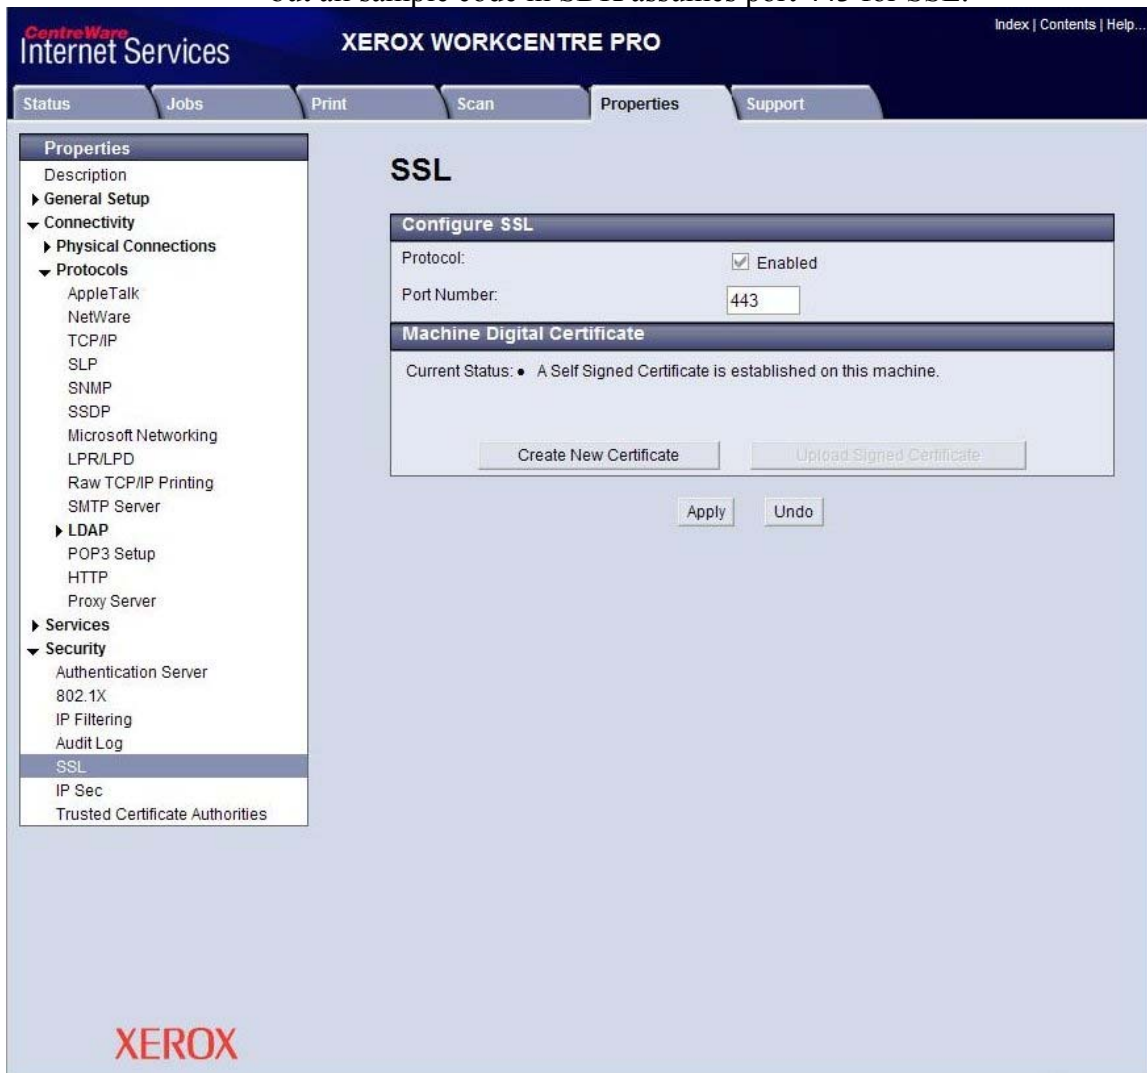 but all sample code in SDK assumes port 443 for SSL.
CentreWare
Internet Services
XEROX WORKCENTRE PRO
Index | Contents | Help...
Status
Jobs
Print
Scan
Properties
Support
Properties
Description
General Setup
Connectivity
Physical Connections
Protocols
AppleTalk
NetWare
TCP/IP
SLP
SNMP
SSDP
Microsoft Networking
LPR/LPD
Raw TCP/IP Printing
SMTP Server
LDAP
POP3 Setup
HTTP
Proxy Server
Services
Security
Authentication Server
802.1X
IP Filtering
Audit Log
SSL
IP Sec
Trusted Certificate Authorities
SSL
Configure SSL
Protocol: Enabled
Port Number: 443
Machine Digital Certificate
Current Status: • A Self Signed Certificate is established on this machine.
Create New Certificate
Upload Signed Certificate
Apply
Undo
XEROX